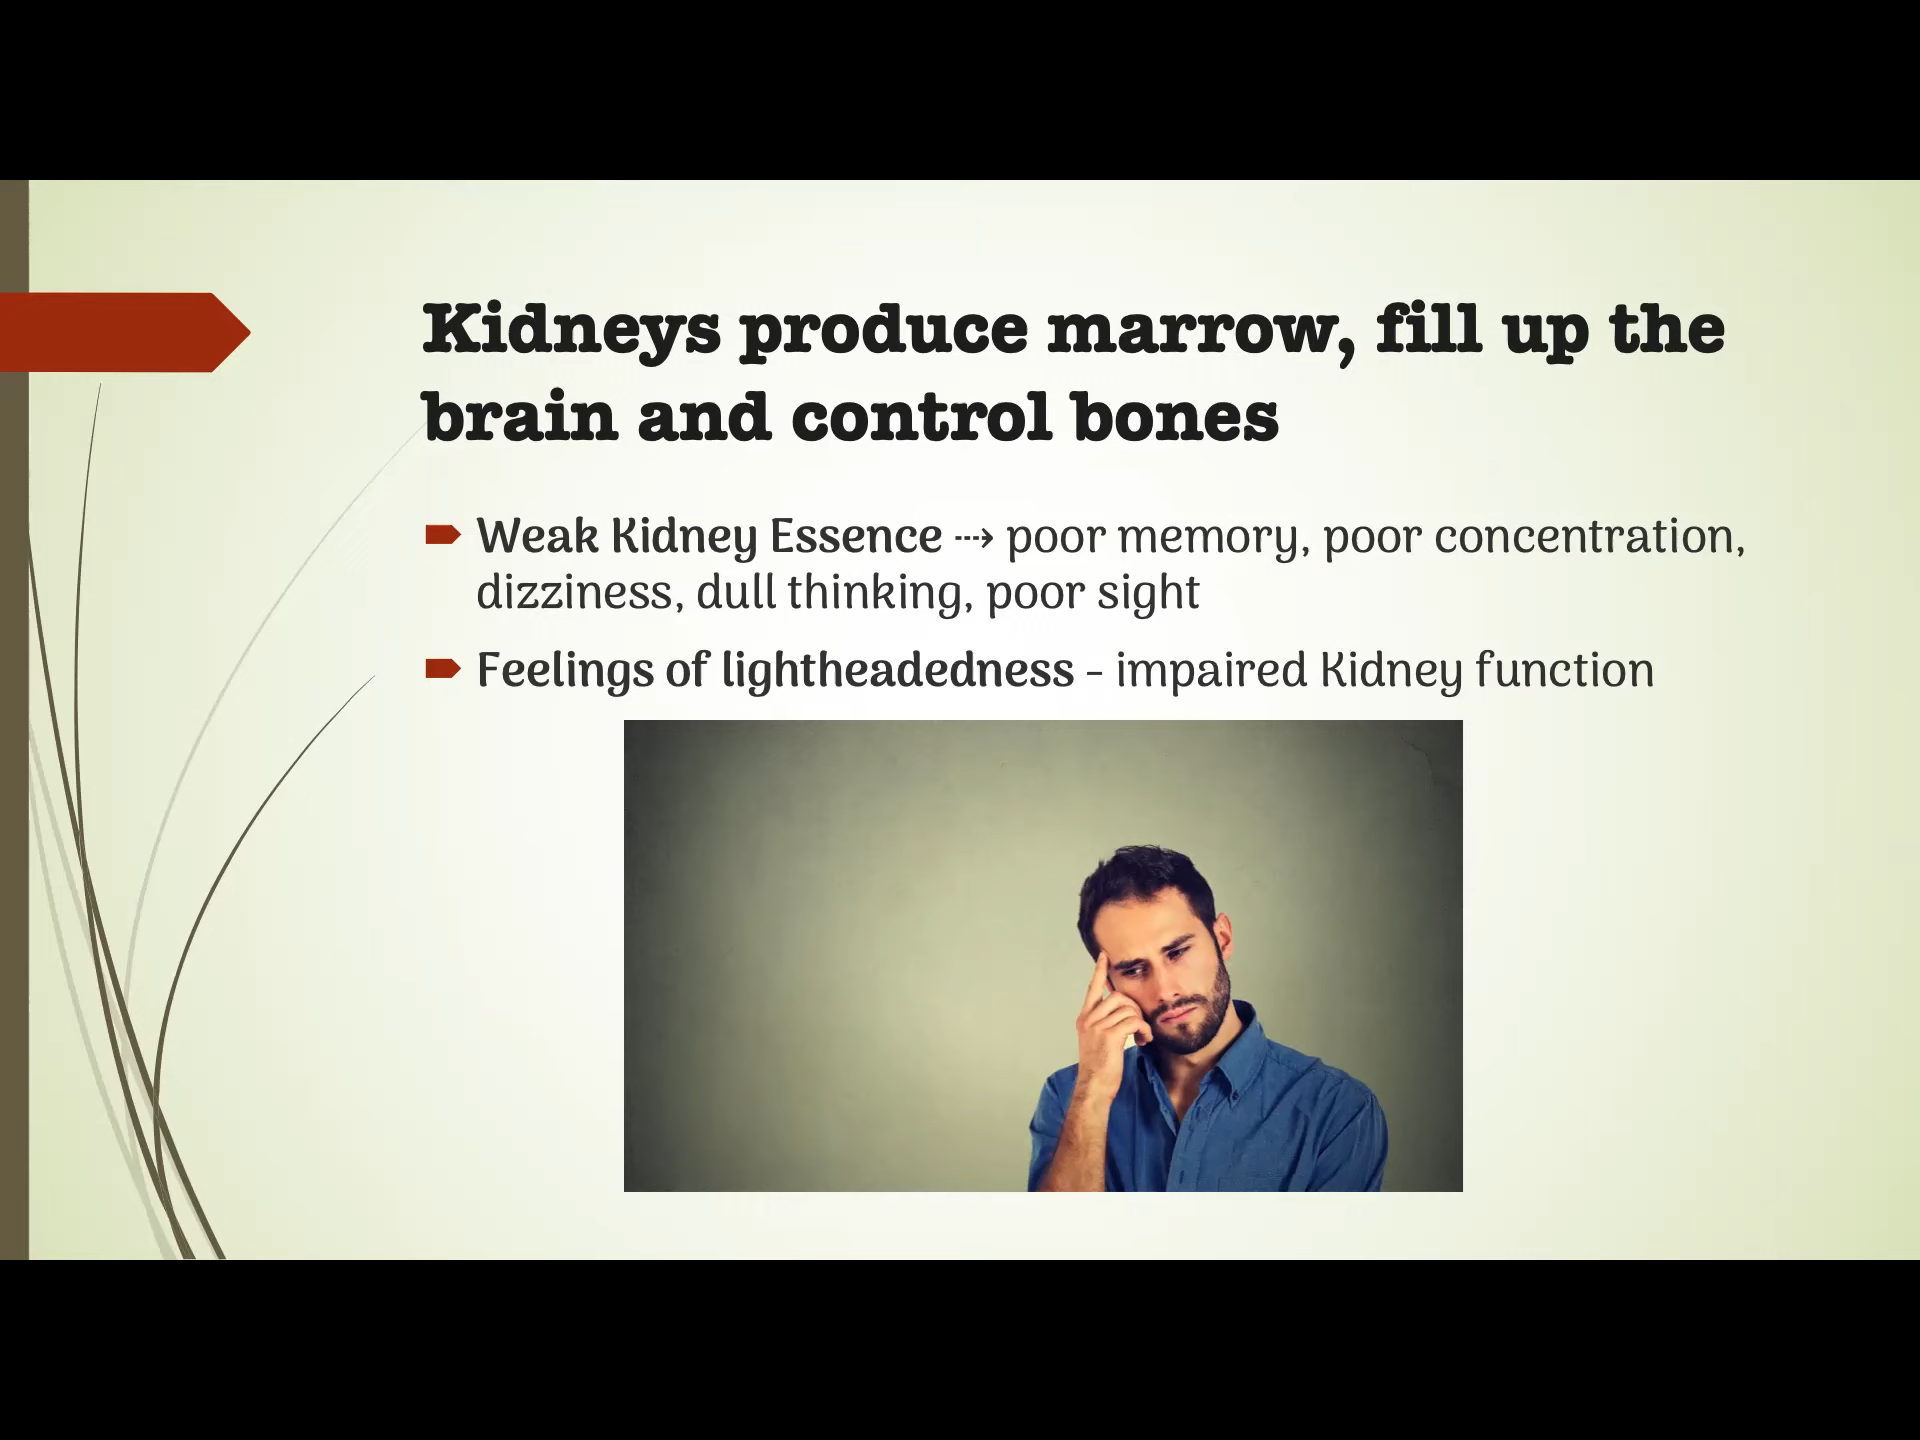 Kidneys produce marrow, fill up the
brain and control bones
Weak Kidney Essence ⇢ poor memory, poor concentration,
dizziness, dull thinking, poor sight
Feelings of lightheadedness - impaired Kidney function